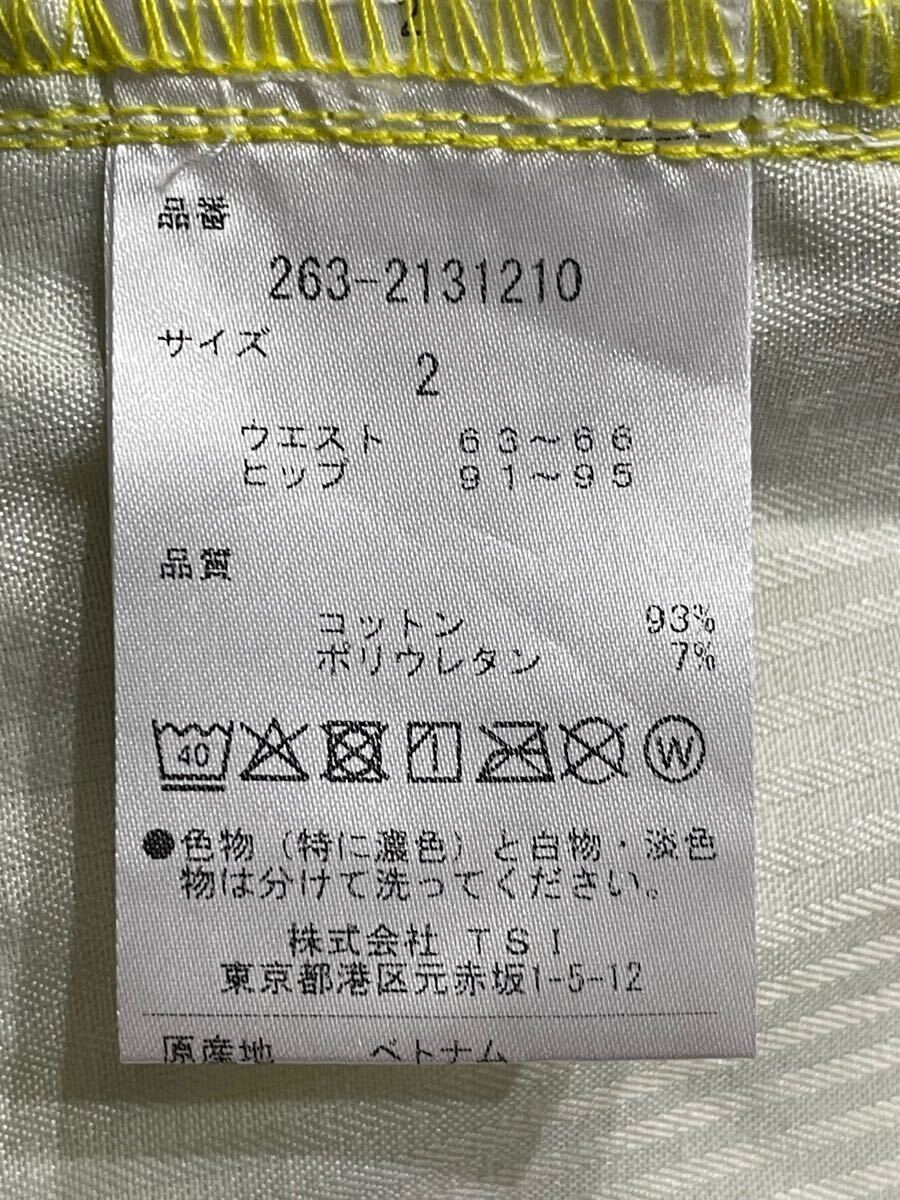 品番
263-2131210
サイズ
2
ウエスト 63～66
ヒップ 91～95
品質
コットン 93%
ポリウレタン 7%
40 W
●色物(特に濃色)と白物・淡色
物は分けて洗ってください。
株式会社 TSI
東京都港区元赤坂1-5-12
原産地 ベトナム